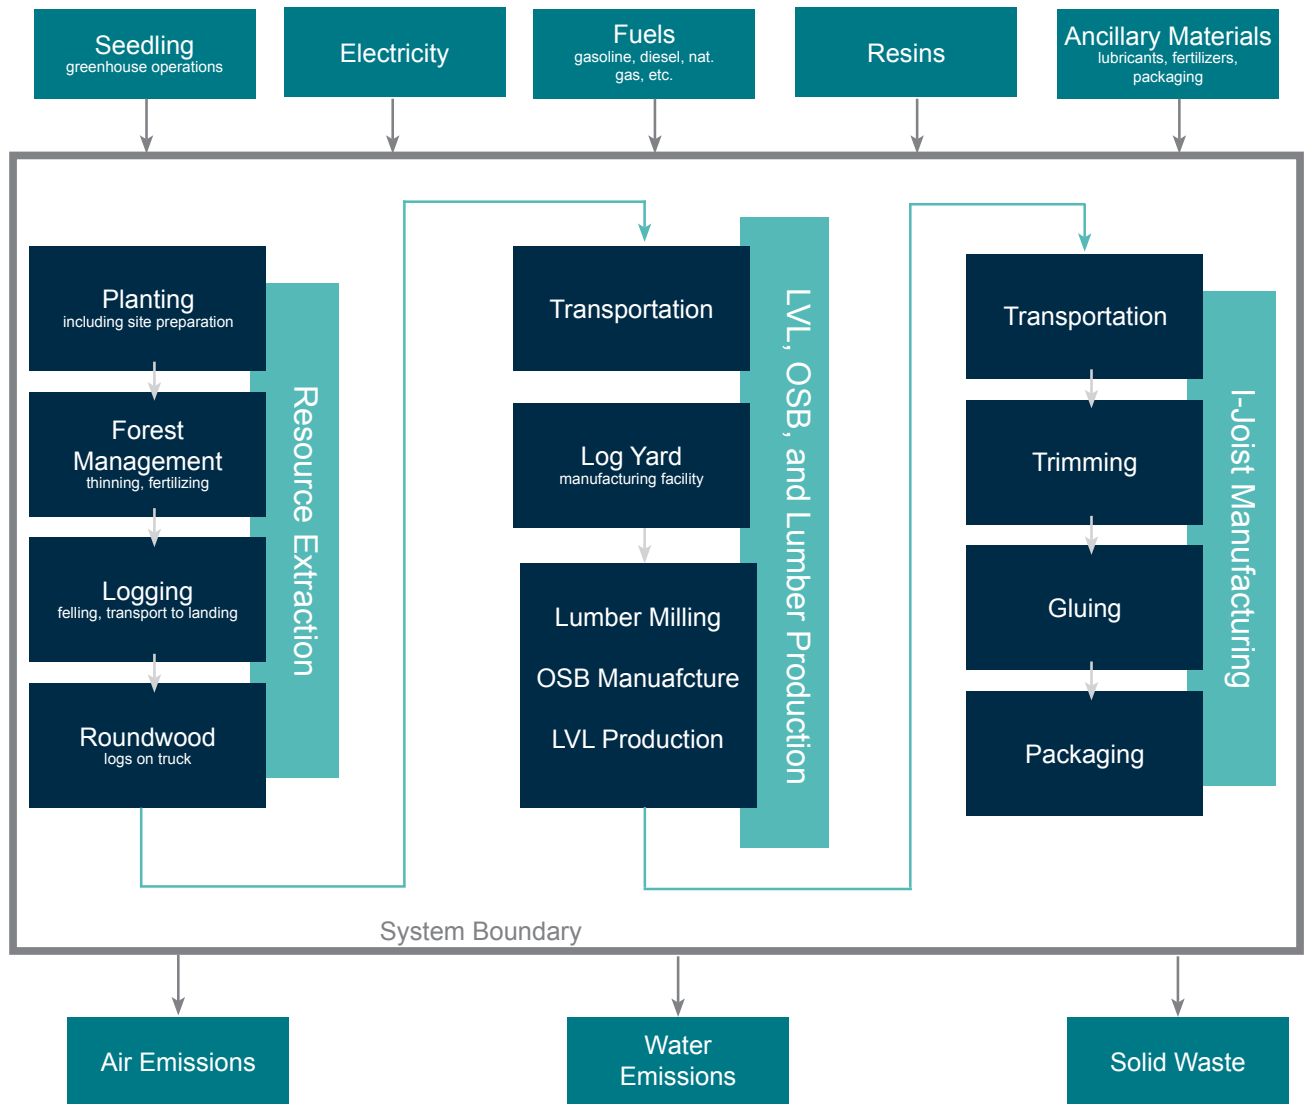 Seedling
greenhouse operations
Electricity
Fuels
gasoline, diesel, nat.
gas, etc.
Resins
Ancillary Materials
lubricants, fertilizers,
packaging
Planting
including site preparation
Forest
Management
thinning, fertilizing
Logging
felling, transport to landing
Roundwood
logs on truck
Resource Extraction
Transportation
Log Yard
manufacturing facility
Lumber Milling
OSB Manuafcture
LVL Production
LVL, OSB, and Lumber Production
Transportation
Trimming
Gluing
Packaging
I-Joist Manufacturing
System Boundary
Air Emissions
Water
Emissions
Solid Waste